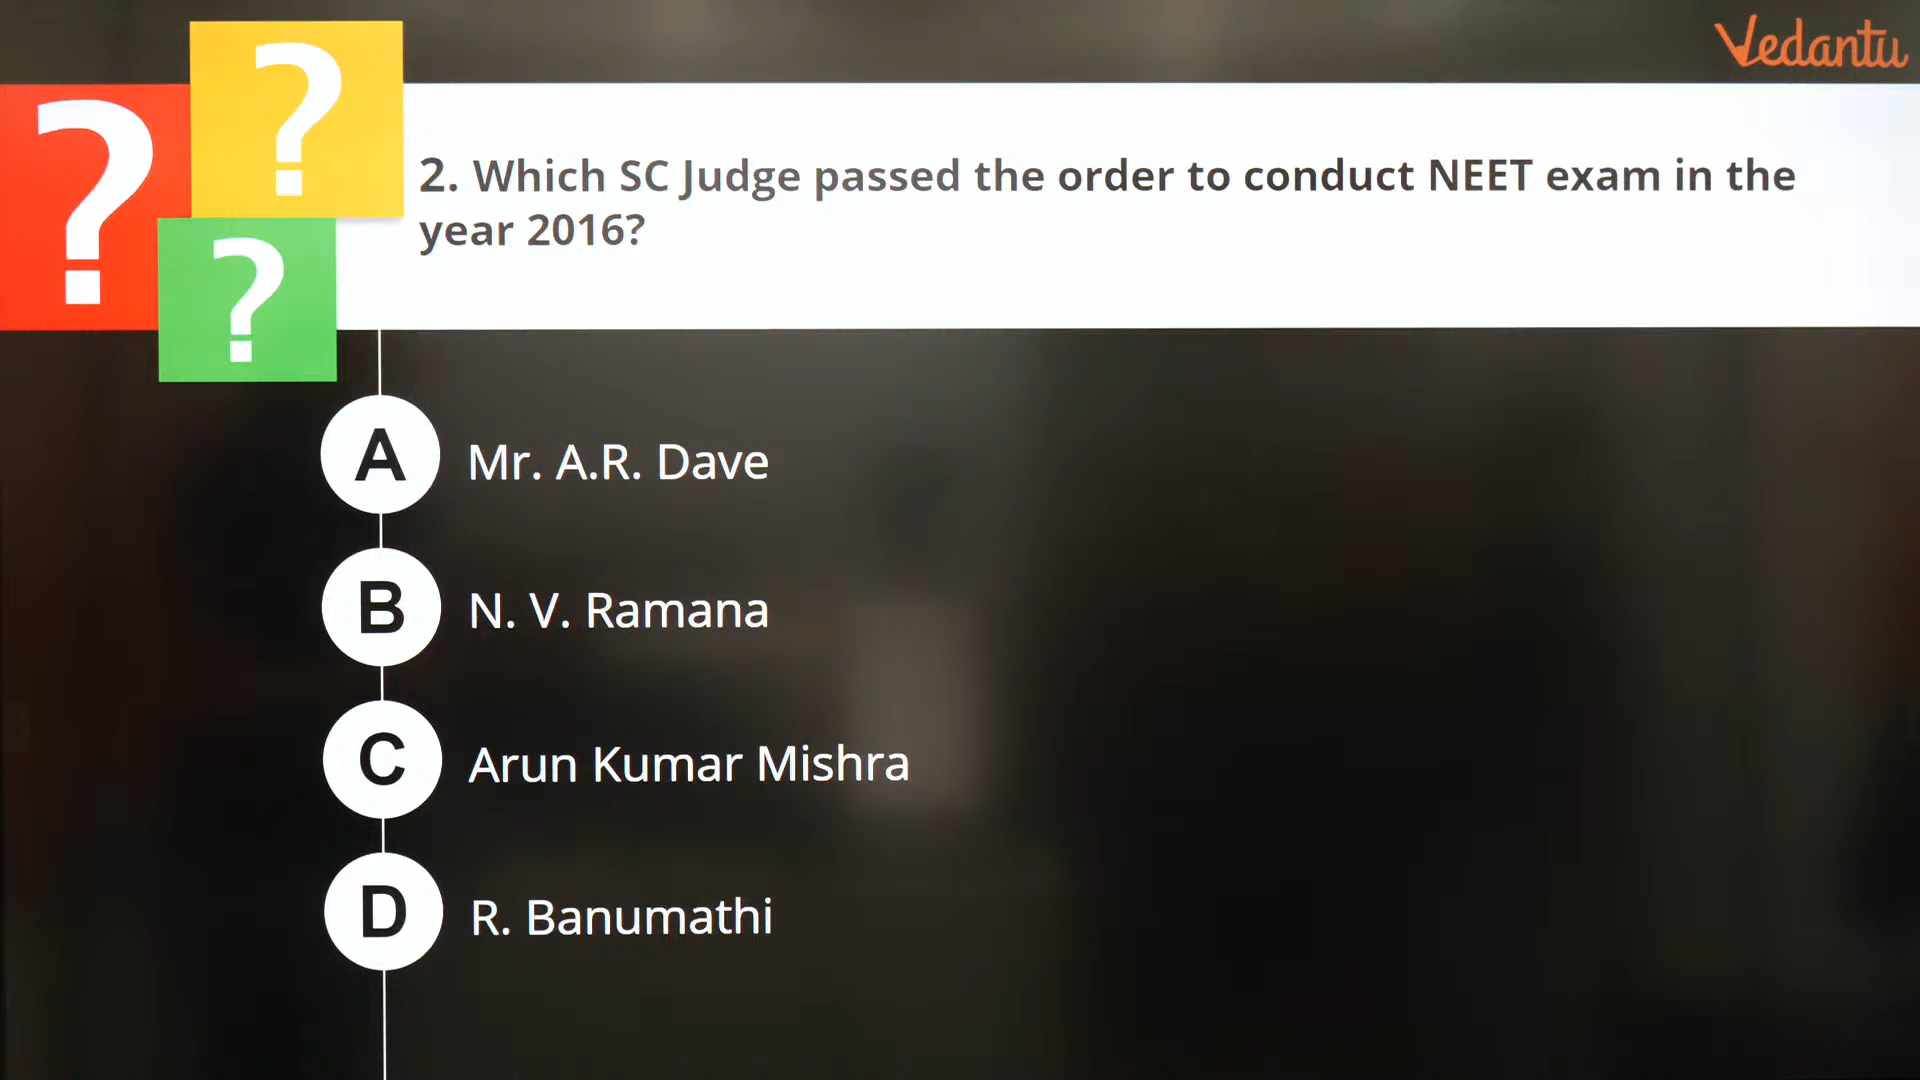 Vedantu
?
?
?
2. Which SC Judge passed the order to conduct NEET exam in the
year 2016?
A Mr. A.R. Dave
B N. V. Ramana
C Arun Kumar Mishra
D R. Banumathi